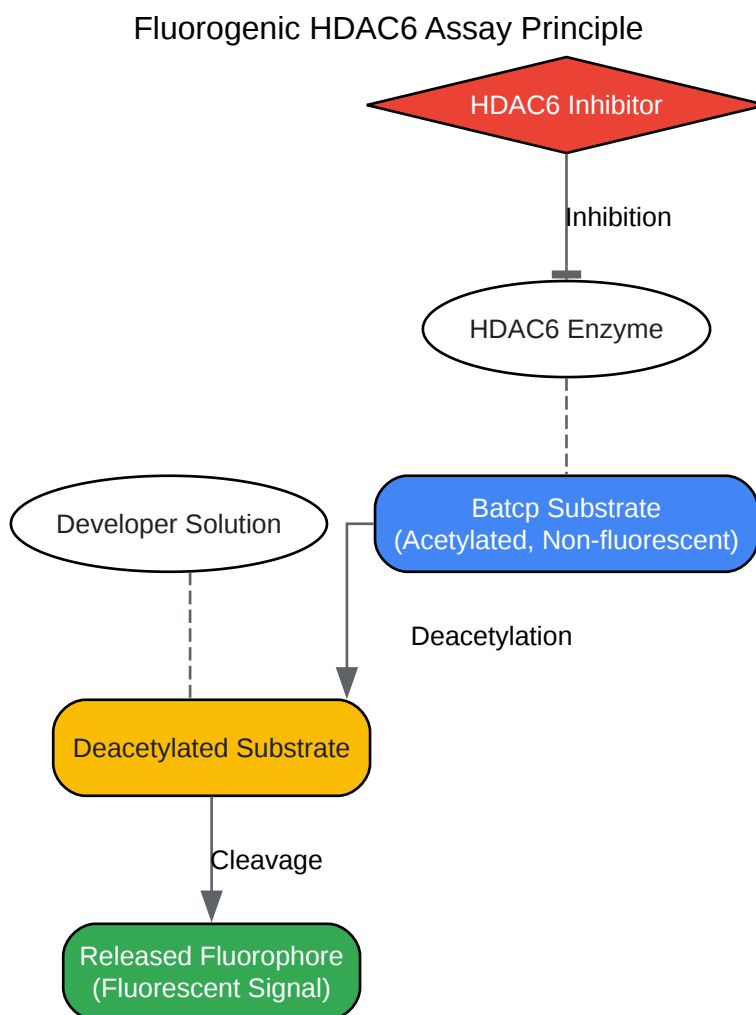 Fluorogenic HDAC6 Assay Principle
HDAC6 Inhibitor
Inhibition
HDAC6 Enzyme
Batcp Substrate
(Acetylated, Non-fluorescent)
Developer Solution
Deacetylation
Deacetylated Substrate
Cleavage
Released Fluorophore
(Fluorescent Signal)